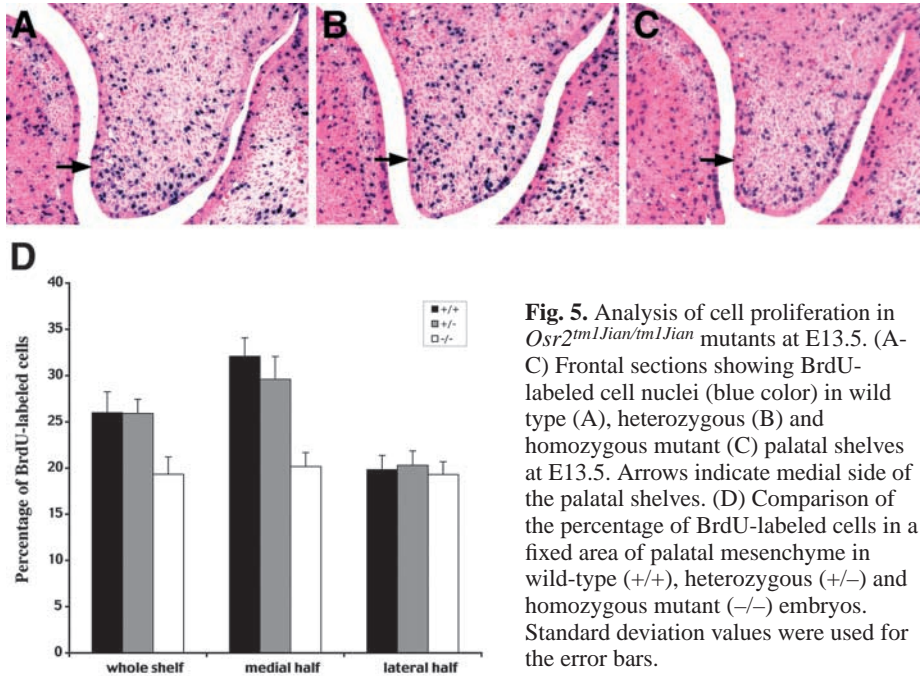 A
B
C
D
40
35
30
25
20
15
10
5
0
Percentage of BrdU-labeled cells
+/+
+/-
-/-
whole shelf
medial half
lateral half
Fig. 5. Analysis of cell proliferation in
Osr2tm1Jian/tm1Jian mutants at E13.5. (A-
C) Frontal sections showing BrdU-
labeled cell nuclei (blue color) in wild
type (A), heterozygous (B) and
homozygous mutant (C) palatal shelves
at E13.5. Arrows indicate medial side of
the palatal shelves. (D) Comparison of
the percentage of BrdU-labeled cells in a
fixed area of palatal mesenchyme in
wild-type (+/+), heterozygous (+/–) and
homozygous mutant (–/–) embryos.
Standard deviation values were used for
the error bars.